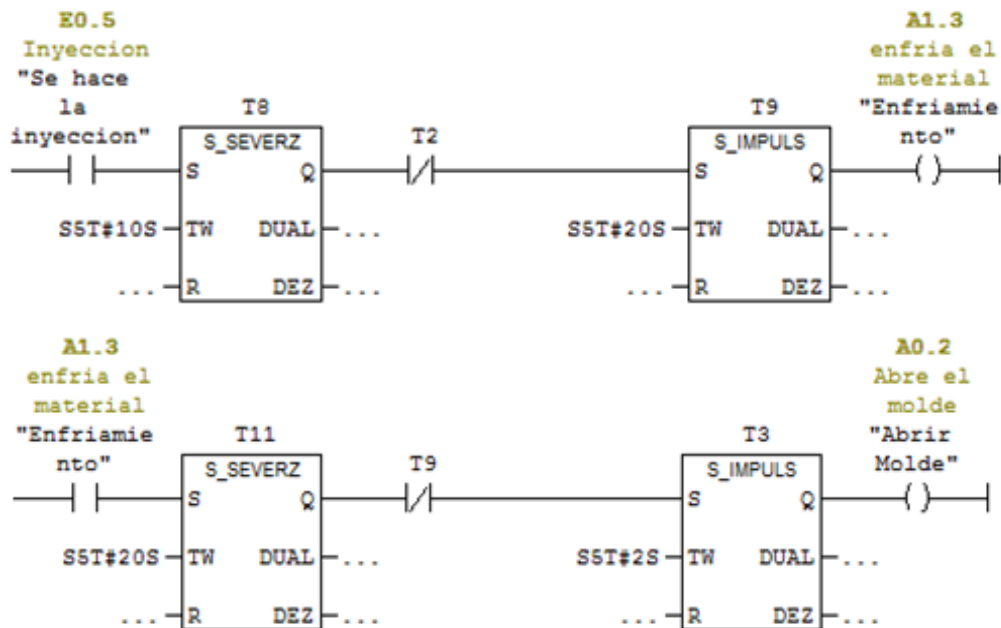 E0.5
Inyeccion
"Se hace
la
inyeccion"
T8
S_SEVERZ
S Q
S5T#10S TW DUAL ...
... R DEZ ...
T2
T9
S_IMPULS
S Q
S5T#20S TW DUAL ...
... R DEZ ...
A1.3
enfria el
material
"Enfriamie
nto"
A1.3
enfria el
material
"Enfriamie
nto"
T11
S_SEVERZ
S Q
S5T#20S TW DUAL ...
... R DEZ ...
T9
T3
S_IMPULS
S Q
S5T#2S TW DUAL ...
... R DEZ ...
A0.2
Abre el
molde
"Abrir
Molde"